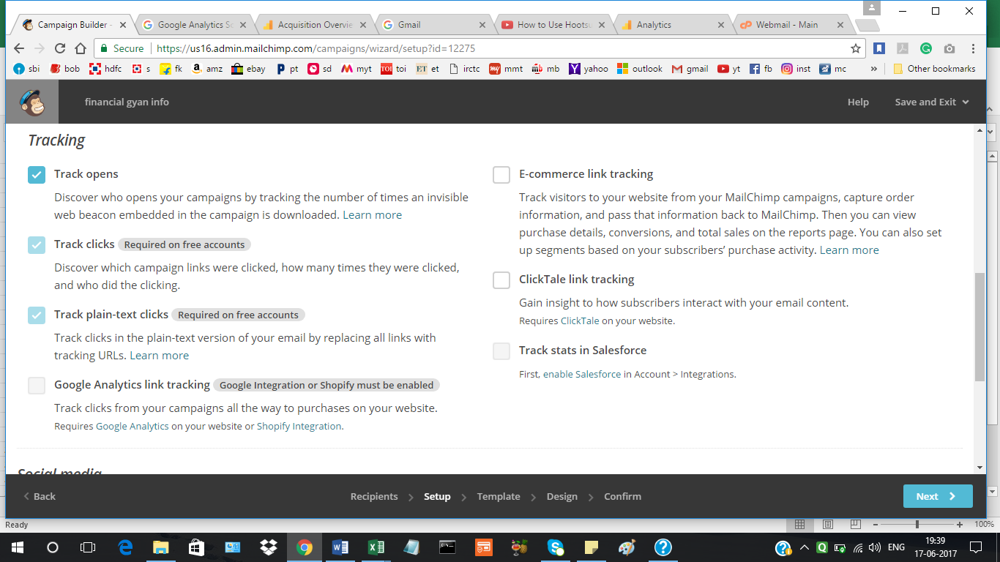 Campaign Builder -
Google Analytics Sc
Acquisition Overvie
Gmail
How to Use Hootsu
Analytics
Webmail - Main
Secure
https://us16.admin.mailchimp.com/campaigns/wizard/setup?id=12275
sbi
bob
hdfc
s
fk
amz
ebay
pt
sd
myt
TOI toi
ET et
irctc
my mmt
mb
yahoo
outlook
gmail
yt
fb
inst
mc
»
Other bookmarks
financial gyan info
Help
Save and Exit
Tracking
Track opens
Discover who opens your campaigns by tracking the number of times an invisible
web beacon embedded in the campaign is downloaded. Learn more
Track clicks Required on free accounts
Discover which campaign links were clicked, how many times they were clicked,
and who did the clicking.
Track plain-text clicks Required on free accounts
Track clicks in the plain-text version of your email by replacing all links with
tracking URLs. Learn more
Google Analytics link tracking Google Integration or Shopify must be enabled
Track clicks from your campaigns all the way to purchases on your website.
Requires Google Analytics on your website or Shopify Integration.
E-commerce link tracking
Track visitors to your website from your MailChimp campaigns, capture order
information, and pass that information back to MailChimp. Then you can view
purchase details, conversions, and total sales on the reports page. You can also set
up segments based on your subscribers’ purchase activity. Learn more
ClickTale link tracking
Gain insight to how subscribers interact with your email content.
Requires ClickTale on your website.
Track stats in Salesforce
First, enable Salesforce in Account > Integrations.
Social media
Back
Recipients
Setup
Template
Design
Confirm
Next
Ready
100%
ENG
19:39
17-06-2017